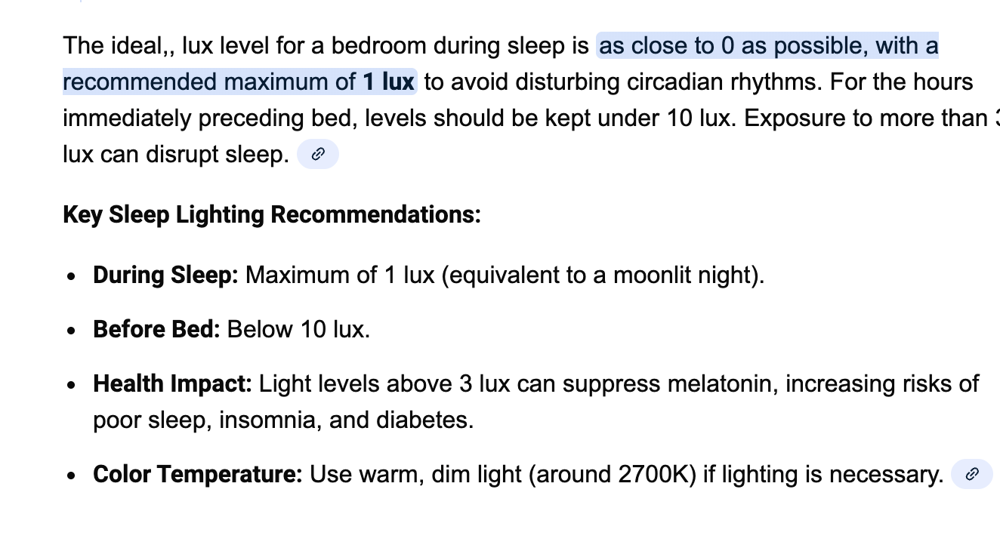 The ideal,, lux level for a bedroom during sleep is as close to 0 as possible, with a
recommended maximum of 1 lux to avoid disturbing circadian rhythms. For the hours
immediately preceding bed, levels should be kept under 10 lux. Exposure to more than
lux can disrupt sleep.
Key Sleep Lighting Recommendations:
• During Sleep: Maximum of 1 lux (equivalent to a moonlit night).
• Before Bed: Below 10 lux.
• Health Impact: Light levels above 3 lux can suppress melatonin, increasing risks of
poor sleep, insomnia, and diabetes.
• Color Temperature: Use warm, dim light (around 2700K) if lighting is necessary.